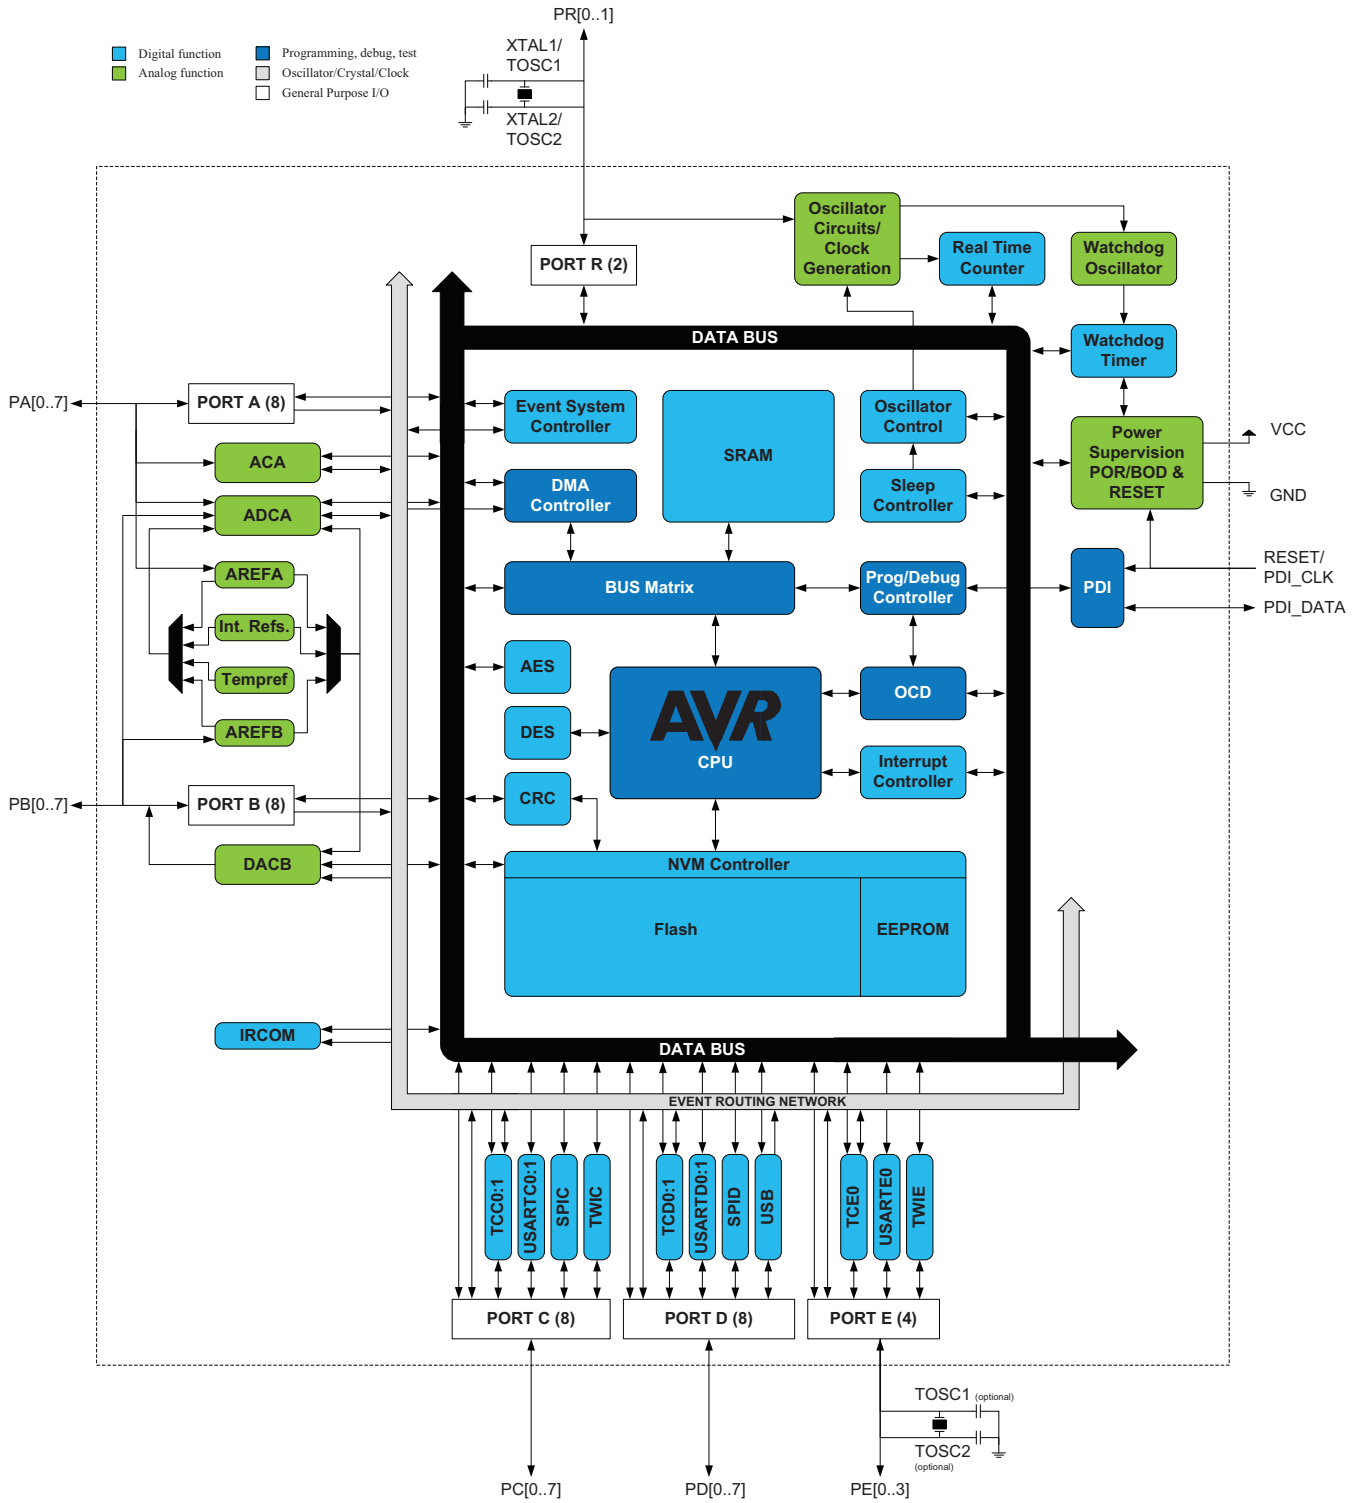 PR[0..1]
Digital function
Analog function
Programming, debug, test
Oscillator/Crystal/Clock
General Purpose I/O
XTAL1/
TOSC1
XTAL2/
TOSC2
Oscillator
Circuits/
Clock
Generation
Real Time
Counter
Watchdog
Oscillator
PORT R (2)
DATA BUS
Watchdog
Timer
PA[0..7]
PORT A (8)
Event System
Controller
SRAM
Oscillator
Control
Power
Supervision
POR/BOD &
RESET
VCC
GND
ACA
DMA
Controller
Sleep
Controller
ADCA
AREFA
BUS Matrix
Prog/Debug
Controller
PDI
RESET/
PDI_CLK
PDI_DATA
Int. Refs.
Tempref
AREFB
AES
DES
CRC
AVR
CPU
OCD
Interrupt
Controller
PB[0..7]
PORT B (8)
DACB
NVM Controller
Flash
EEPROM
IRCOM
DATA BUS
EVENT ROUTING NETWORK
TCC0:1
USARTC0:1
SPIC
TWIC
TCD0:1
USARTD0:1
SPID
USB
TCE0
USARTE0
TWIE
PORT C (8)
PORT D (8)
PORT E (4)
TOSC1 (optional)
TOSC2
(optional)
PC[0..7]
PD[0..7]
PE[0..3]